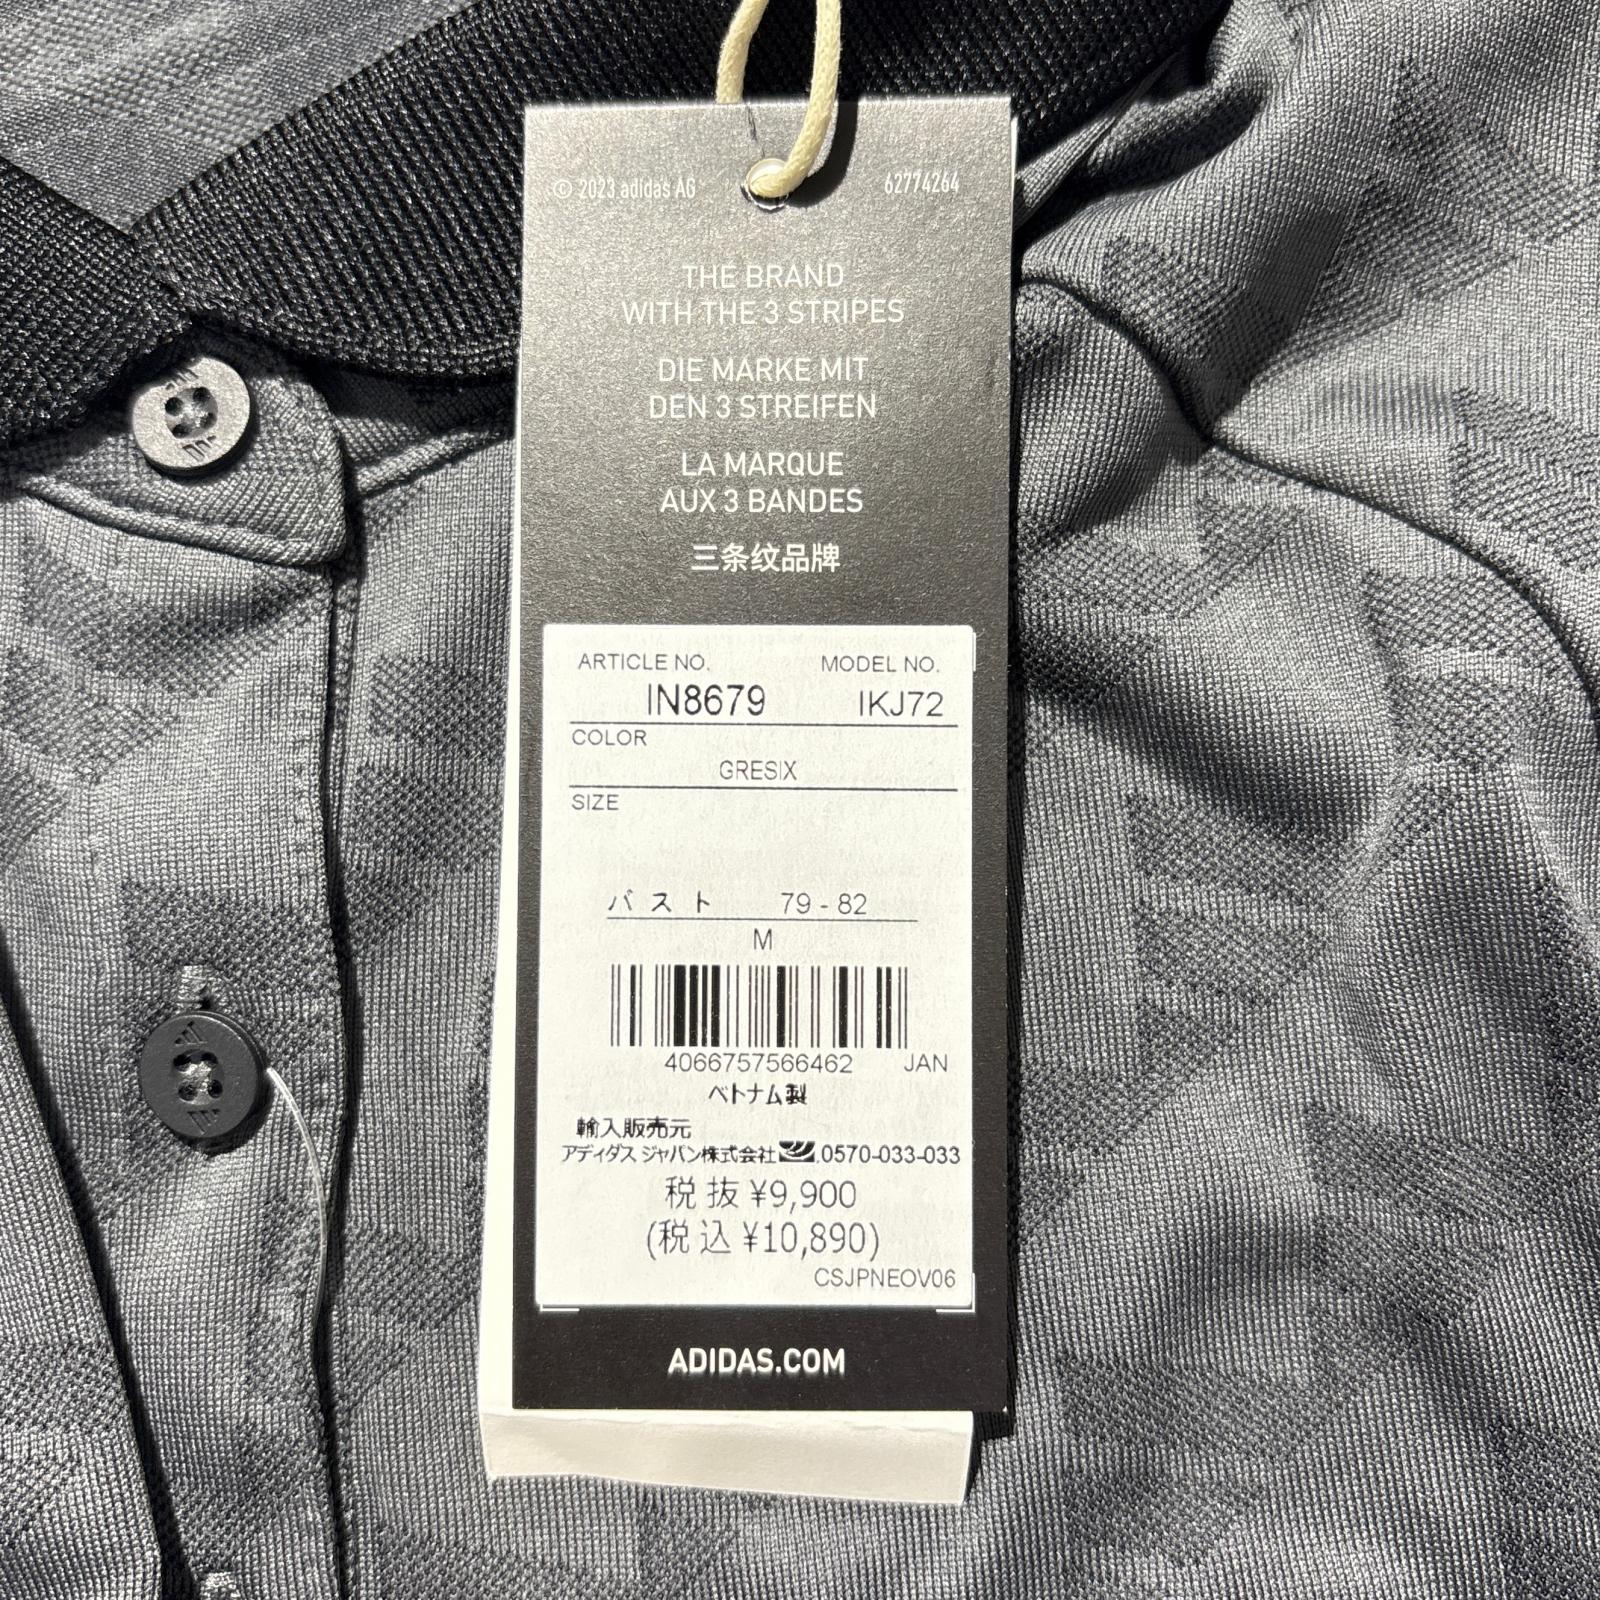 © 2023 adidas AG
62774264
THE BRAND
WITH THE 3 STRIPES
DIE MARKE MIT
DEN 3 STREIFEN
LA MARQUE
AUX 3 BANDES
三条纹品牌
ARTICLE NO. MODEL NO.
IN8679 IKJ72
COLOR
GRESIX
SIZE
バスト 79 - 82
M
4066757566462 JAN
ベトナム製
輸入販売元
アディダス ジャパン株式会社 0570-033-033
税抜 ¥9,900
(税込 ¥10,890)
CSJPNEOV06
ADIDAS.COM